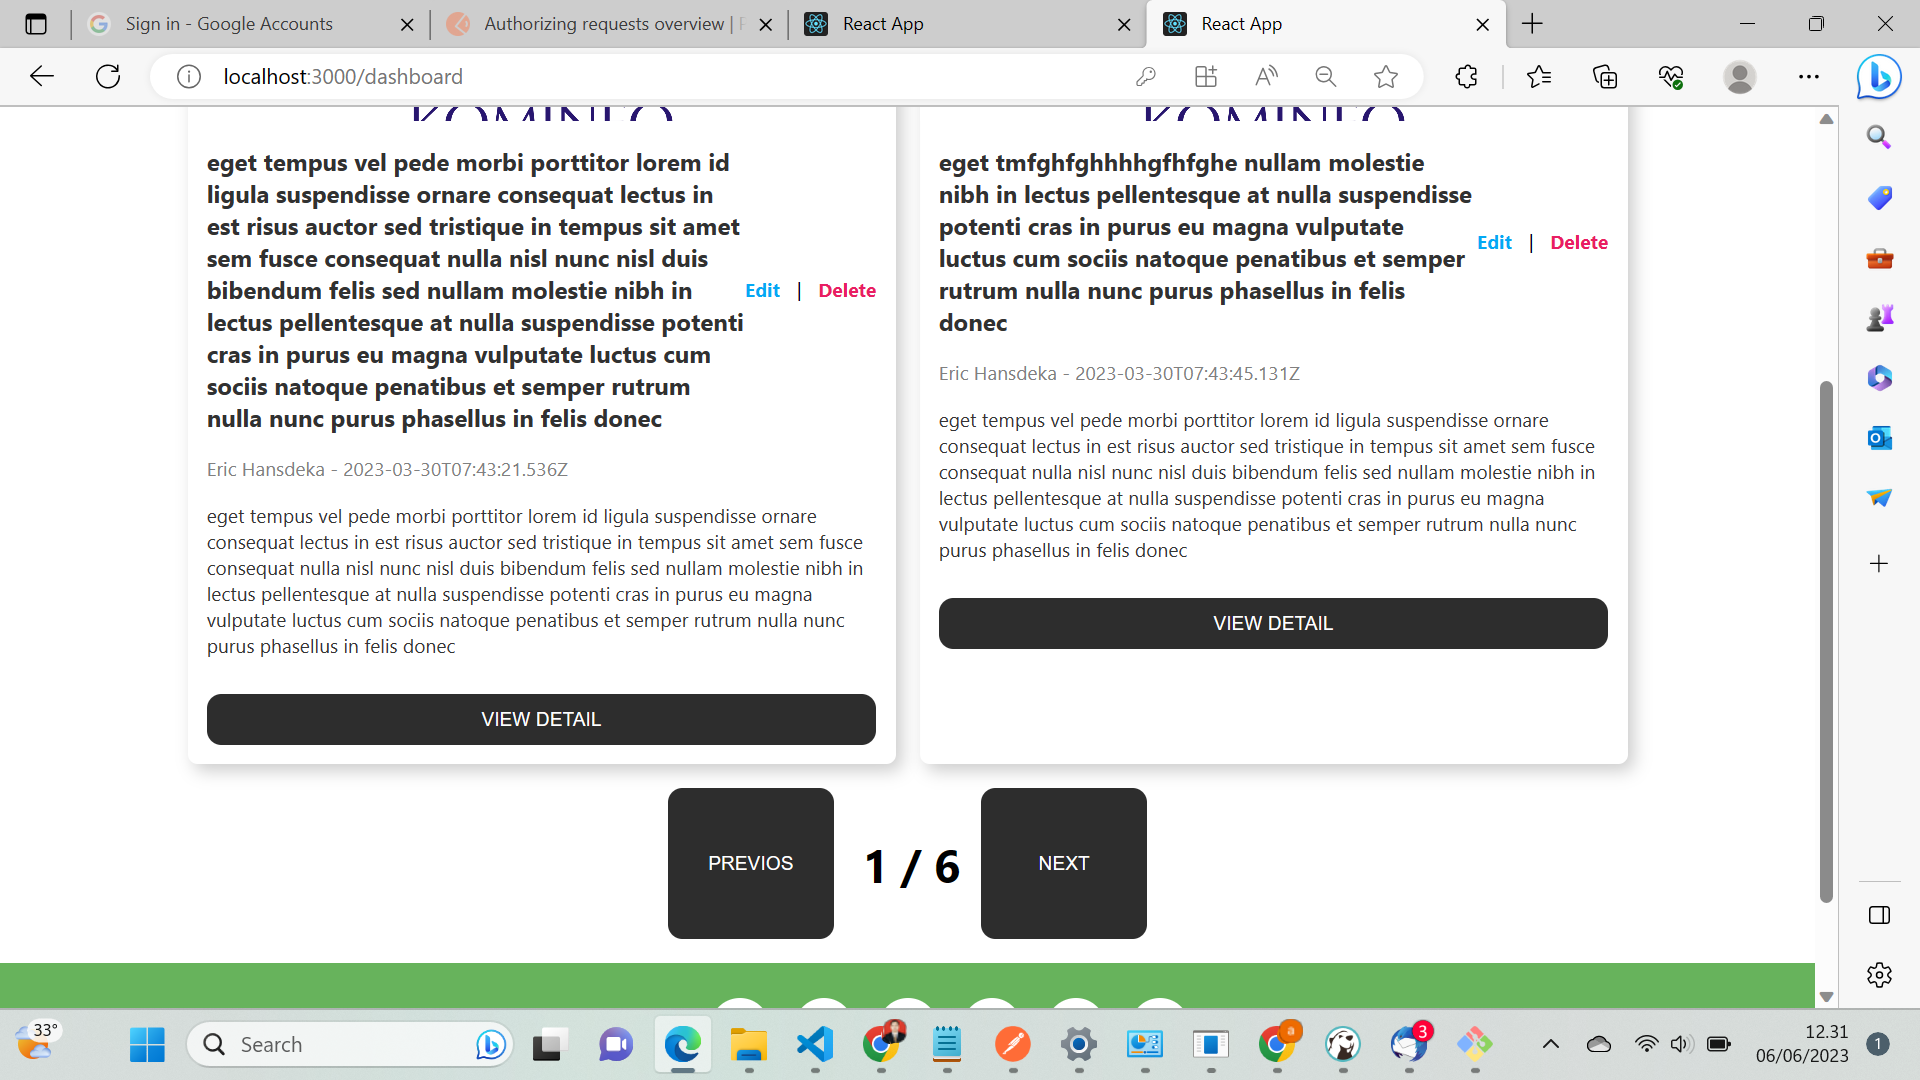 Sign in - Google Accounts
Authorizing requests overview |
React App
React App
localhost:3000/dashboard
eget tempus vel pede morbi porttitor lorem id
ligula suspendisse ornare consequat lectus in
est risus auctor sed tristique in tempus sit amet
sem fusce consequat nulla nisl nunc nisl duis
bibendum felis sed nullam molestie nibh in
lectus pellentesque at nulla suspendisse potenti
cras in purus eu magna vulputate luctus cum
sociis natoque penatibus et semper rutrum
nulla nunc purus phasellus in felis donec
Edit | Delete
Eric Hansdeka - 2023-03-30T07:43:21.536Z
eget tempus vel pede morbi porttitor lorem id ligula suspendisse ornare
consequat lectus in est risus auctor sed tristique in tempus sit amet sem fusce
consequat nulla nisl nunc nisl duis bibendum felis sed nullam molestie nibh in
lectus pellentesque at nulla suspendisse potenti cras in purus eu magna
vulputate luctus cum sociis natoque penatibus et semper rutrum nulla nunc
purus phasellus in felis donec
VIEW DETAIL
eget tmfghfghhhhgfhfghe nullam molestie
nibh in lectus pellentesque at nulla suspendisse
potenti cras in purus eu magna vulputate
luctus cum sociis natoque penatibus et semper
rutrum nulla nunc purus phasellus in felis
donec
Edit | Delete
Eric Hansdeka - 2023-03-30T07:43:45.131Z
eget tempus vel pede morbi porttitor lorem id ligula suspendisse ornare
consequat lectus in est risus auctor sed tristique in tempus sit amet sem fusce
consequat nulla nisl nunc nisl duis bibendum felis sed nullam molestie nibh in
lectus pellentesque at nulla suspendisse potenti cras in purus eu magna
vulputate luctus cum sociis natoque penatibus et semper rutrum nulla nunc
purus phasellus in felis donec
VIEW DETAIL
PREVIOS
1 / 6
NEXT
33°
Search
3
12.31
06/06/2023
1